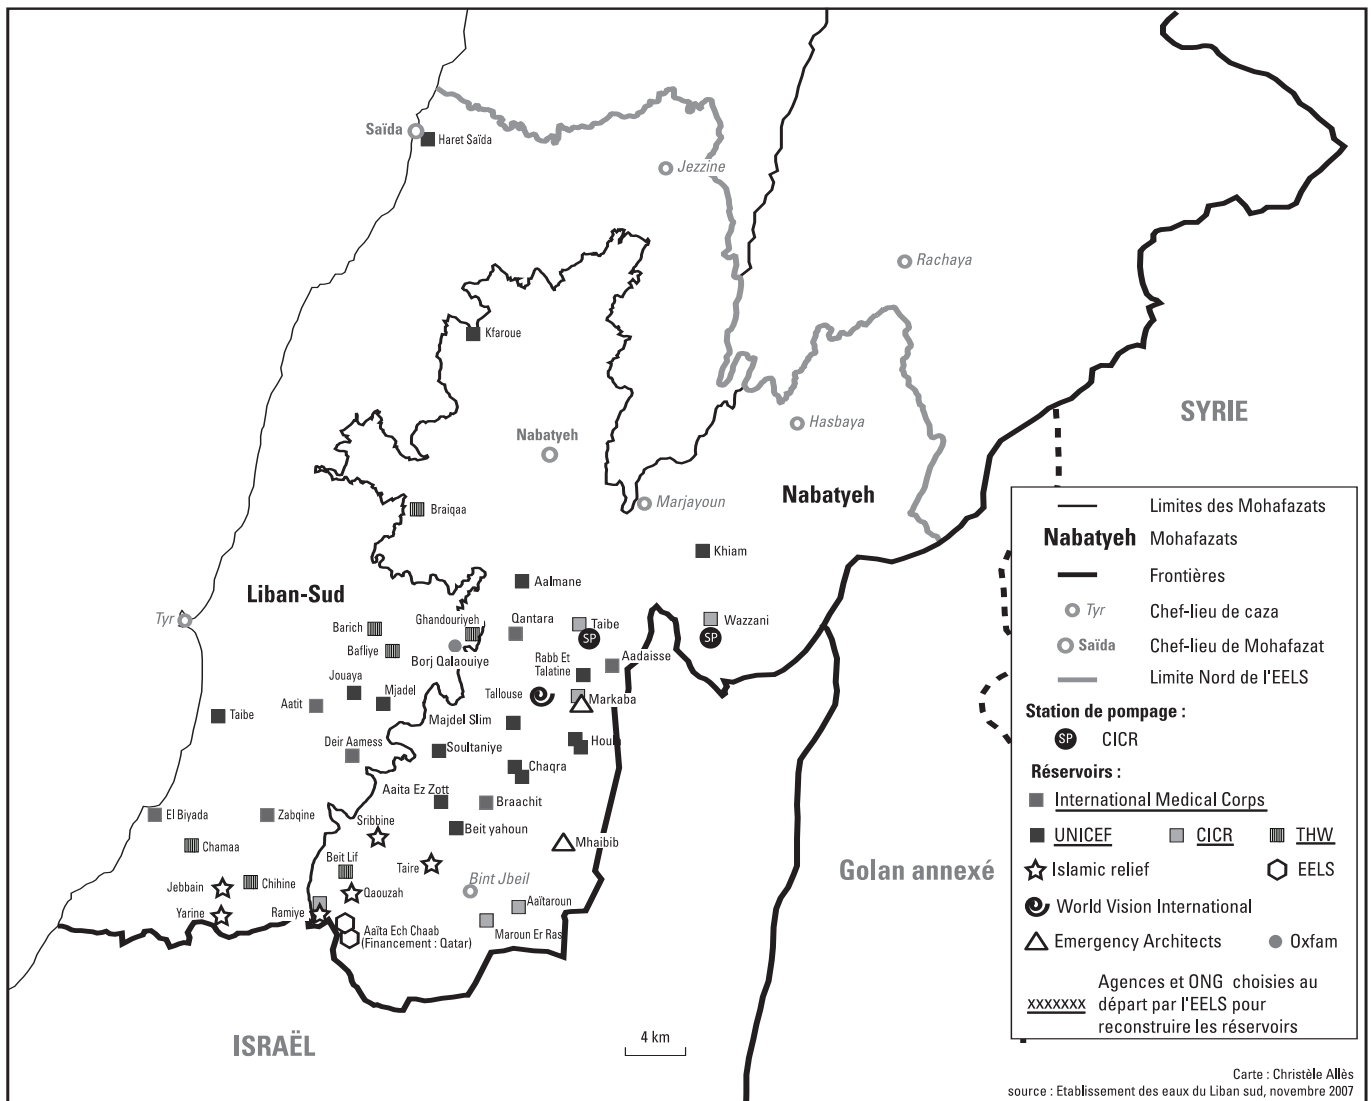 Saïda
Haret Saïda
Jezzine
Rachaya
Kfaroue
SYRIE
Hasbaya
Nabatyeh
Marjayoun
Nabatyeh
Braiqaa
Khiam
Aalmane
Liban-Sud
Tyr
Ghandouriyeh
Qantara
Taibe
SP
Wazzani
SP
Barich
Bafliye
Borj Qalaouiye
Rabb Et
Talatine
Aadaisse
Jouaya
Mjadel
Tallouse
Markaba
Aatit
Taibe
Majdel Slim
Deir Aamess
Soultaniye
Houla
Chaqra
Aaita Ez Zott
Braachit
El Biyada
Zabqine
Sribbine
Beit yahoun
Chamaa
Mhaibib
Beit Lif
Taire
Jebbain
Chihine
Qaouzah
Bint Jbeil
Golan annexé
Yarine
Ramiye
Aaïtaroun
Aaïta Ech Chaab
(Financement : Qatar)
Maroun Er Ras
ISRAËL
4 km
Limites des Mohafazats
Nabatyeh Mohafazats
Frontières
Tyr Chef-lieu de caza
Saïda Chef-lieu de Mohafazat
Limite Nord de l'EELS
Station de pompage :
SP CICR
Réservoirs :
International Medical Corps
UNICEF CICR THW
Islamic relief EELS
World Vision International
Emergency Architects Oxfam
Agences et ONG choisies au
xxxxxxx départ par l'EELS pour
reconstruire les réservoirs
Carte : Christèle Allès
source : Etablissement des eaux du Liban sud, novembre 2007